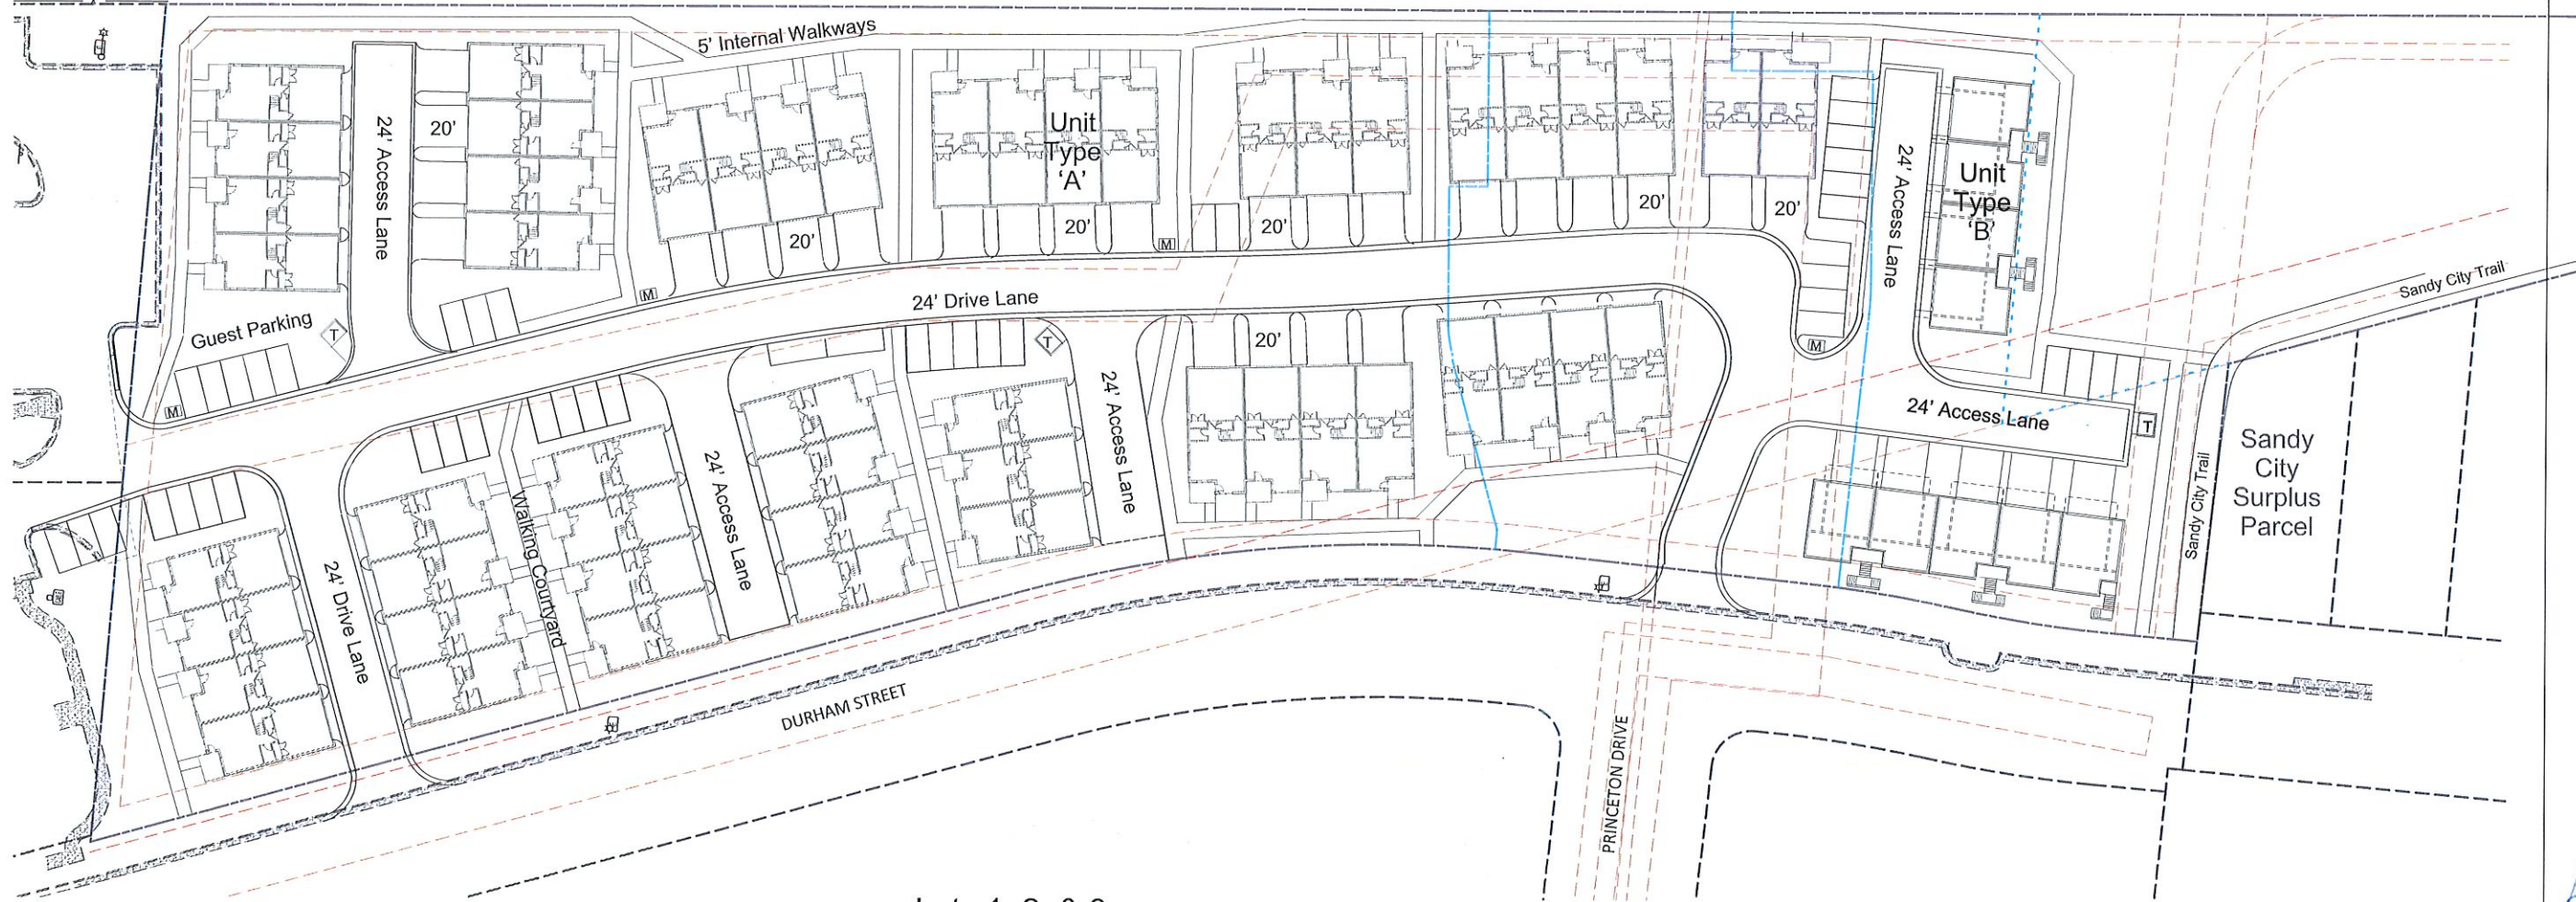 5' Internal Walkways
24' Access Lane
20'
Unit
Type
‘A’
20'
20'
20'
20'
20'
24' Access Lane
Unit
Type
‘B’
M
M
Guest Parking
T
24' Drive Lane
Sandy City Trail
M
T
20'
M
24' Access Lane
24' Access Lane
T
Sandy
City
Surplus
Parcel
Sandy City Trail
24' Access Lane
Walking Courtyard
24' Drive Lane
DURHAM STREET
PRINCETON DRIVE